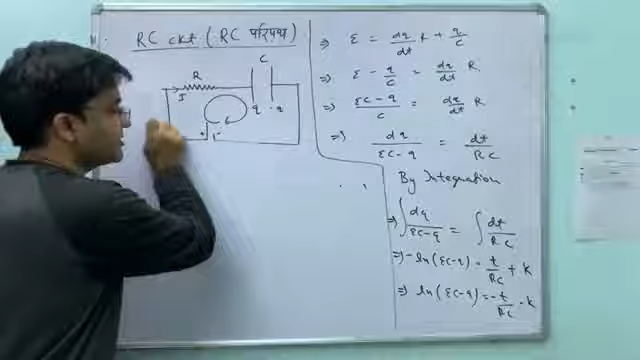 RC ckt ( RC परिपथ )
R
C
I
q -q
ε
+ -
⇒ ε = dq/dt R + q/C
⇒ ε - q/C = dq/dt R
⇒ εC - q / C = dq/dt R
⇒ dq / εC - q = dt / RC
By Integration
⇒ ∫ dq / εC - q = ∫ dt / RC
⇒ -ln (εC - q) = t/RC + K
⇒ ln (εC - q) = -t/RC - K